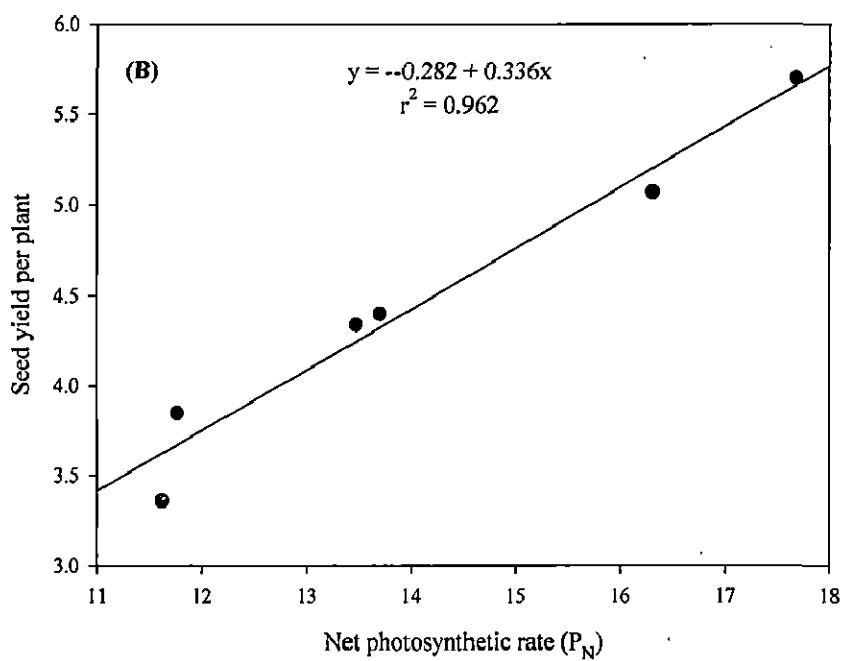 (B)
y = --0.282 + 0.336x
r² = 0.962
6.0
5.5
5.0
4.5
4.0
3.5
3.0
Seed yield per plant
11 12 13 14 15 16 17 18
Net photosynthetic rate (P_N)